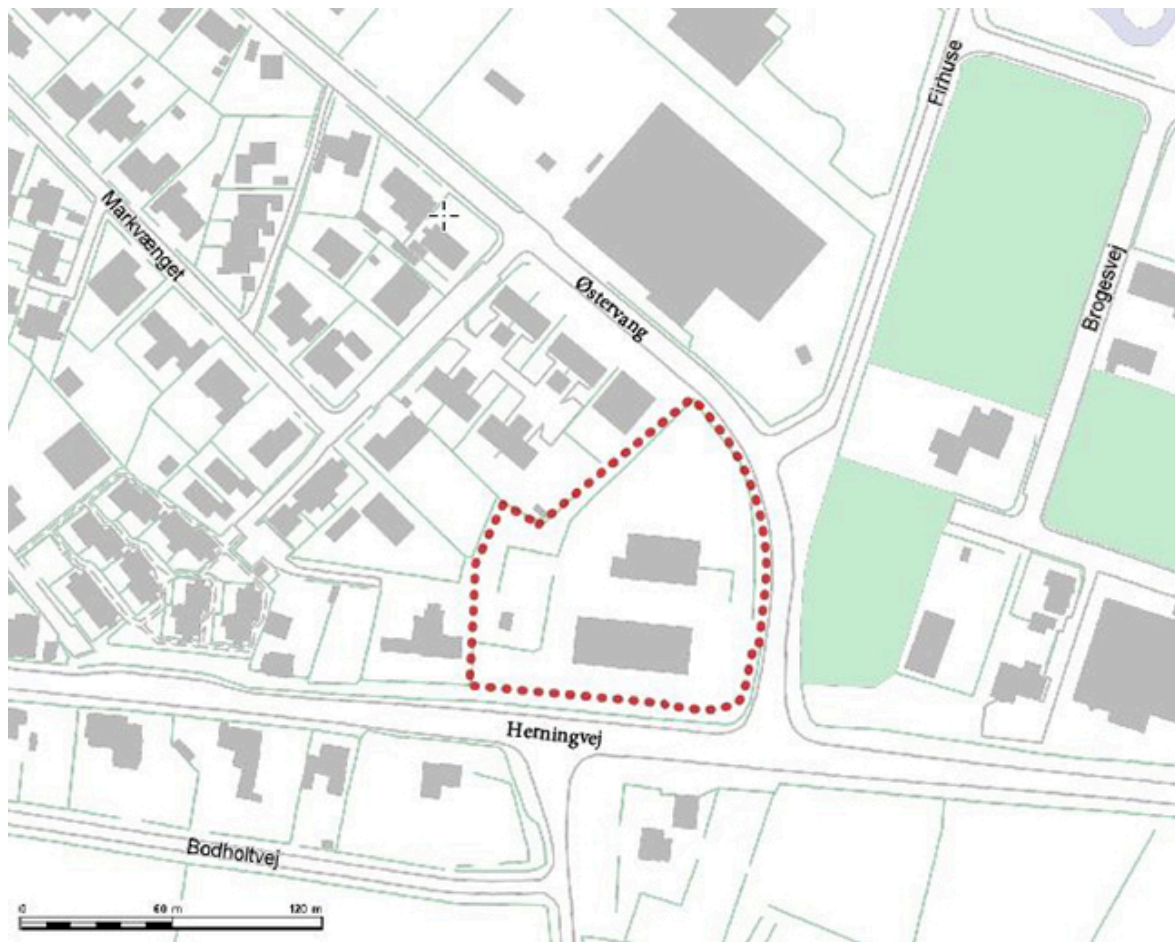 Firhuse
Markvænget
Østervang
Brogesvej
Herningvej
Bodholtvej
0 60 m 120 m